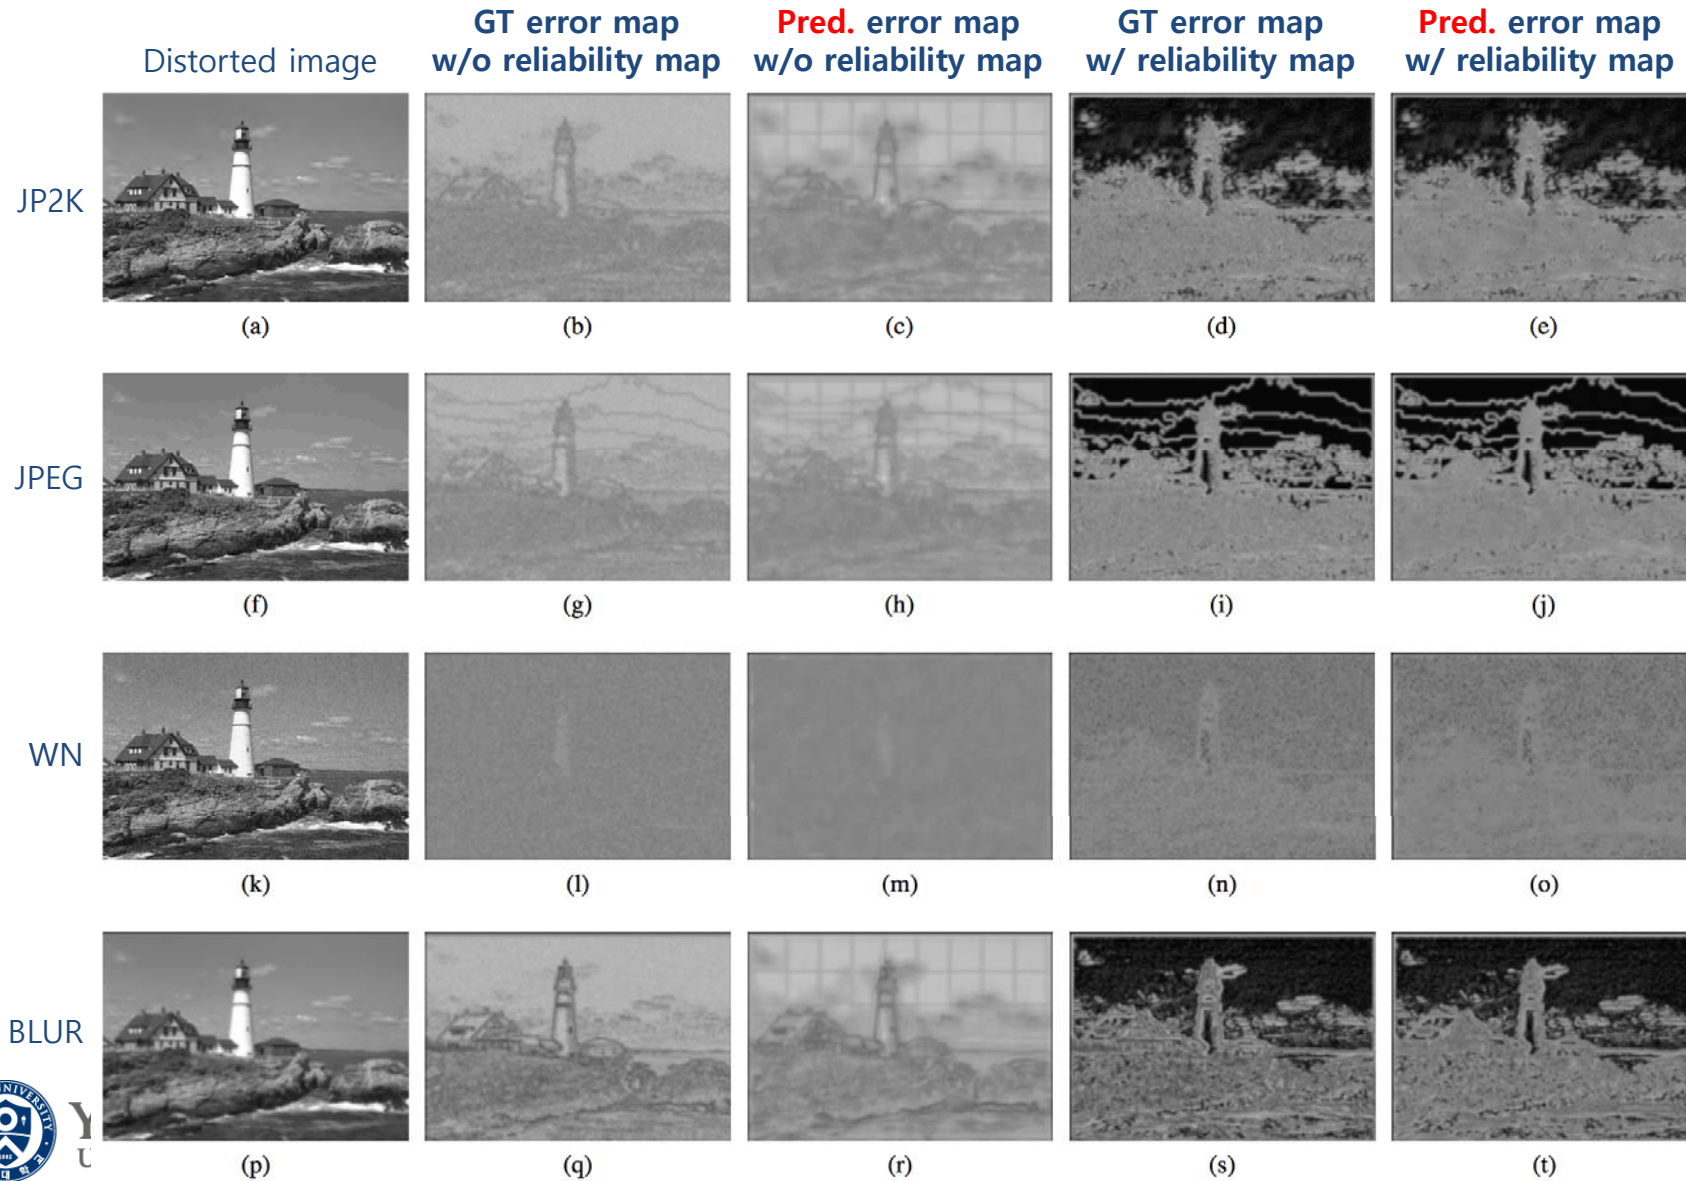 Distorted image
GT error map
w/o reliability map
Pred. error map
w/o reliability map
GT error map
w/ reliability map
Pred. error map
w/ reliability map
JP2K
(a) (b) (c) (d) (e)
JPEG
(f) (g) (h) (i) (j)
WN
(k) (l) (m) (n) (o)
BLUR
(p) (q) (r) (s) (t)
UNIVERSITY
Y
U